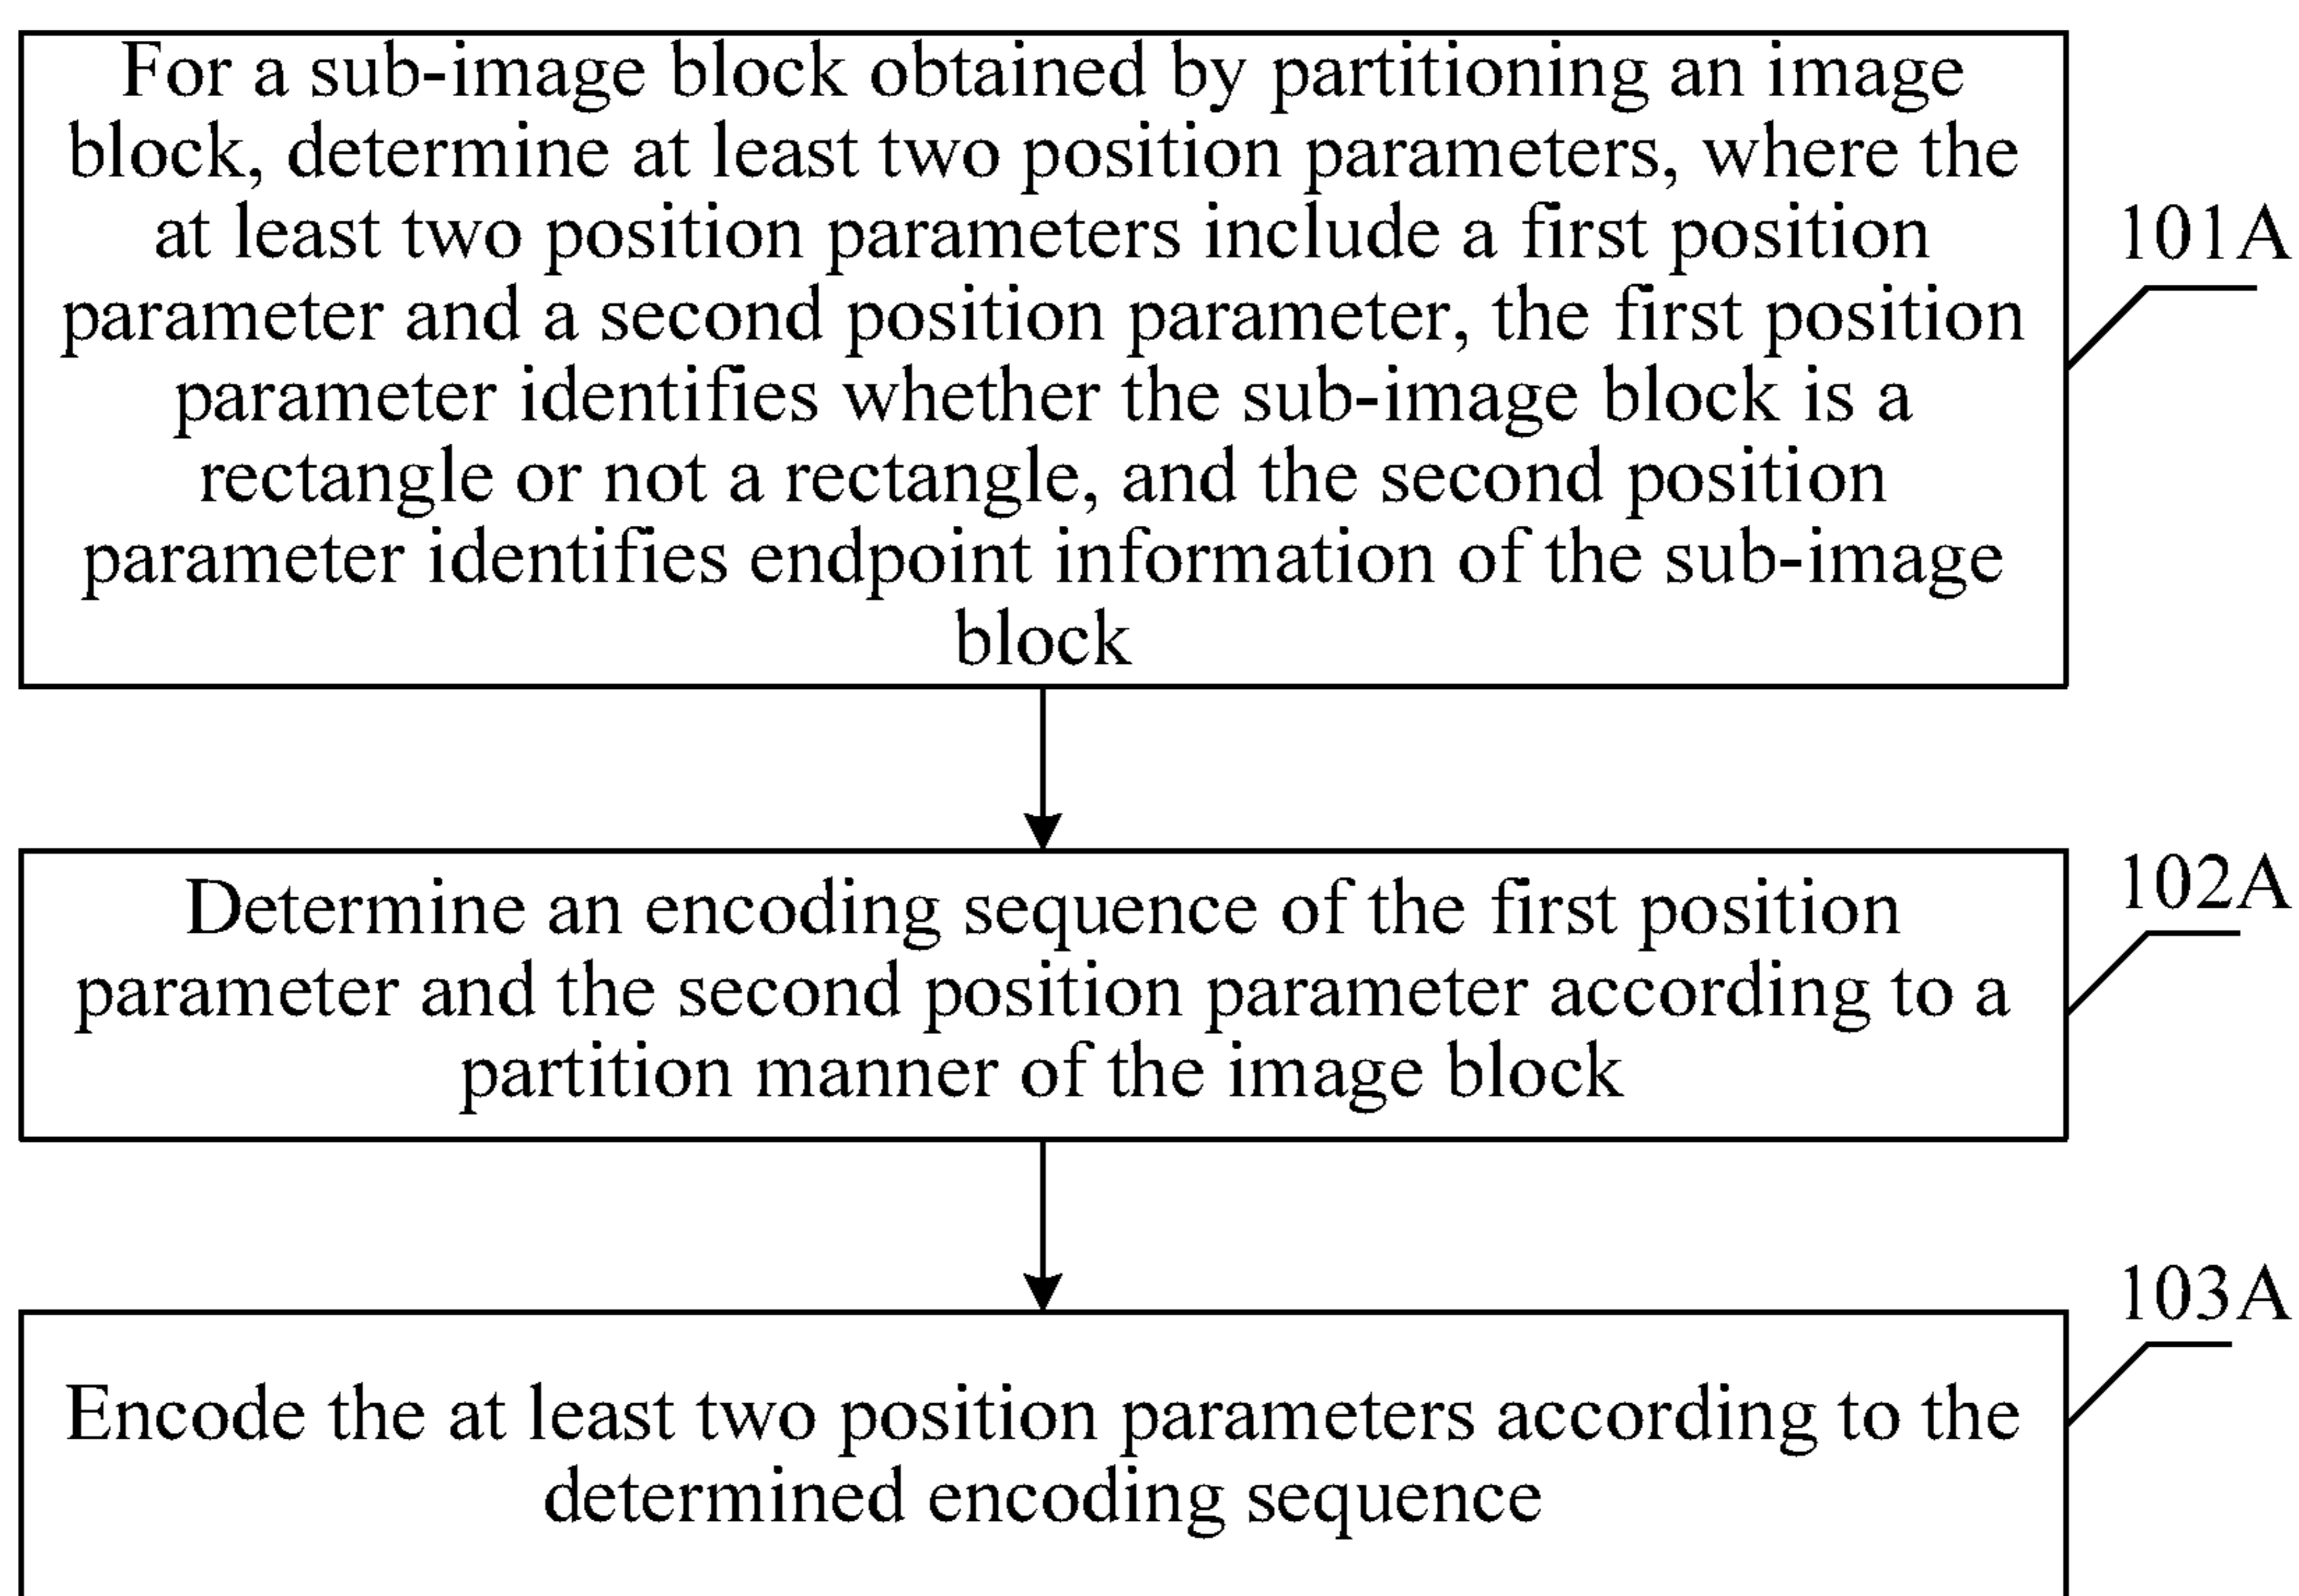 For a sub-image block obtained by partitioning an image
block, determine at least two position parameters, where the
at least two position parameters include a first position
parameter and a second position parameter, the first position
parameter identifies whether the sub-image block is a
rectangle or not a rectangle, and the second position
parameter identifies endpoint information of the sub-image
block
101A
Determine an encoding sequence of the first position
parameter and the second position parameter according to a
partition manner of the image block
102A
Encode the at least two position parameters according to the
determined encoding sequence
103A